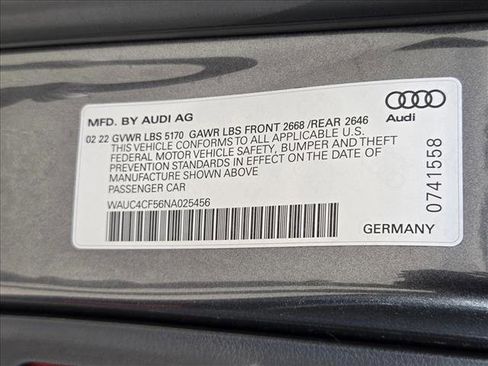 MFD. BY AUDI AG
02 22 GVWR LBS 5170 GAWR LBS FRONT 2668 /REAR 2646
THIS VEHICLE CONFORMS TO ALL APPLICABLE U.S.
FEDERAL MOTOR VEHICLE SAFETY, BUMPER AND THEFT
PREVENTION STANDARDS IN EFFECT ON THE DATE OF
MANUFACTURE SHOWN ABOVE
PASSENGER CAR
WAUC4CF56NA025456
Audi
0741558
GERMANY